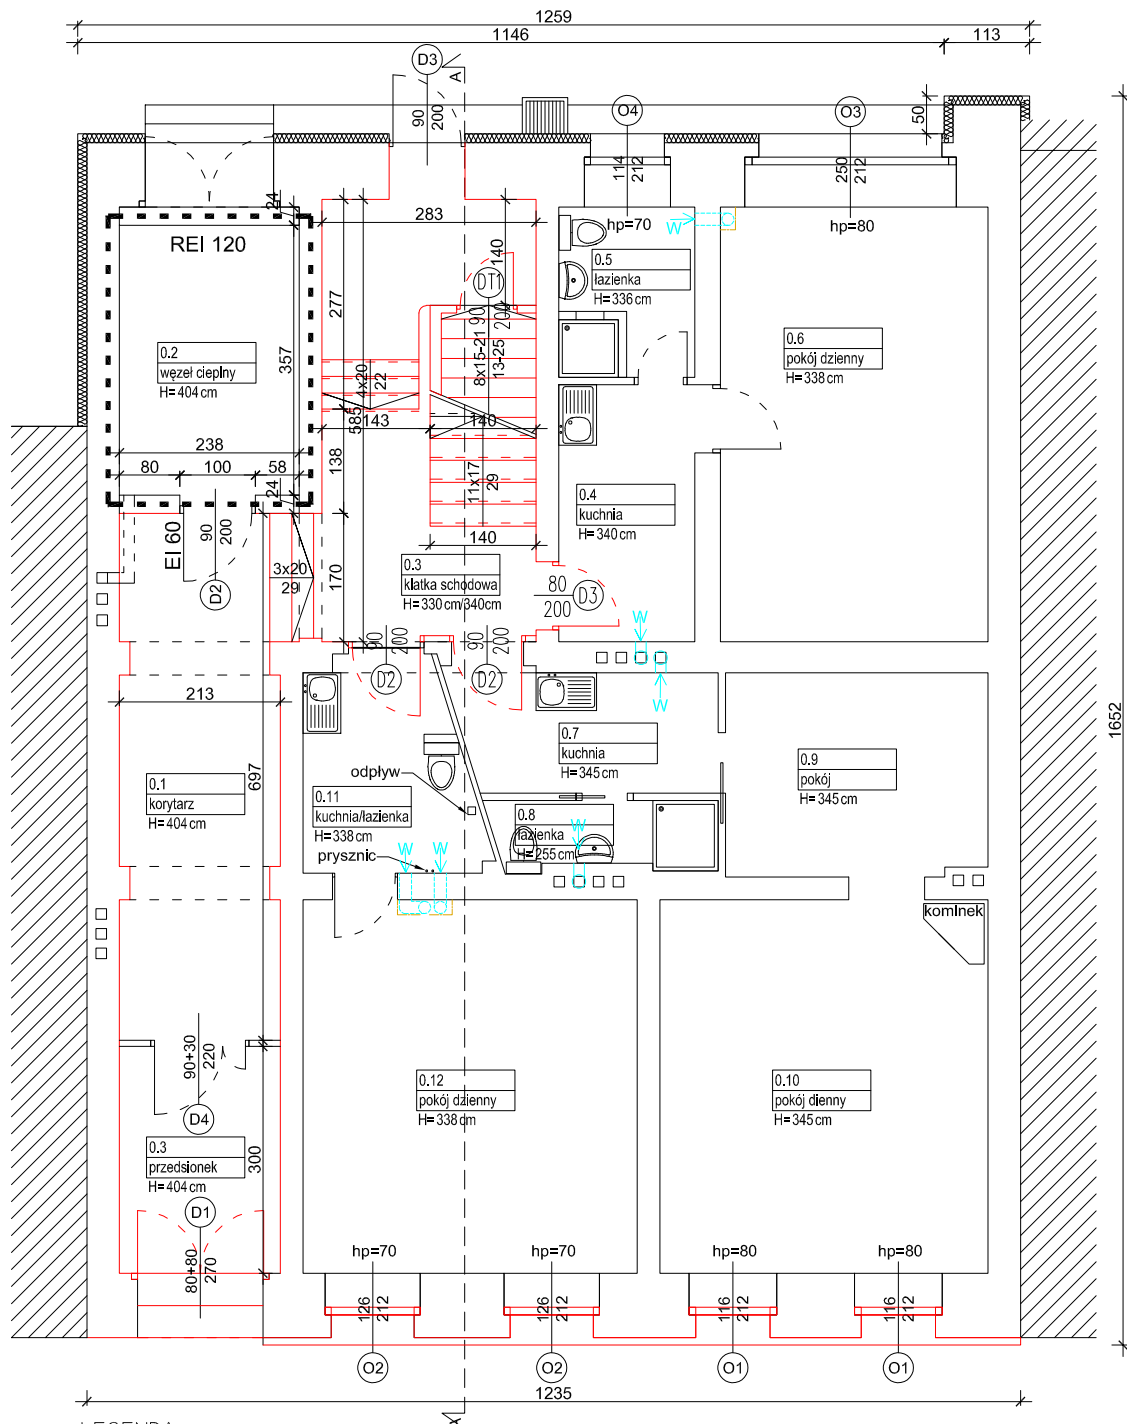 1259
1146
113
D3
A
90
200
O4
O3
50
114
212
250
212
24
283
hp=70
W
hp=80
REI 120
140
0.5
łazienka
H=336cm
DT1
277
90
200
0.6
pokój dzienny
H=338cm
0.2
węzeł cieplny
H=404cm
357
8x15-21
13-25
4x20
22
585
143
140
238
80
100
58
138
24
11x17
29
0.4
kuchnia
H=340cm
EI 60
90
200
140
0.3
klatka schodowa
H=330cm/340cm
3x20
29
170
80
200
D3
D2
W
90
200
90
200
D2
D2
W
213
1652
0.7
kuchnia
H=345cm
0.9
pokój
H=345cm
odpływ
0.1
korytarz
H=404cm
697
0.11
kuchnia/łazienka
H=338cm
0.8
łazienka
H=255cm
W
prysznic
W
W
kominek
90+30
220
0.12
pokój dzienny
H=338cm
0.10
pokój dienny
H=345cm
D4
0.3
przedsionek
H=404cm
300
D1
80+80
270
hp=70
hp=70
hp=80
hp=80
126
212
126
212
116
212
116
212
O2
O2
O1
O1
1235
A
LEGENDA